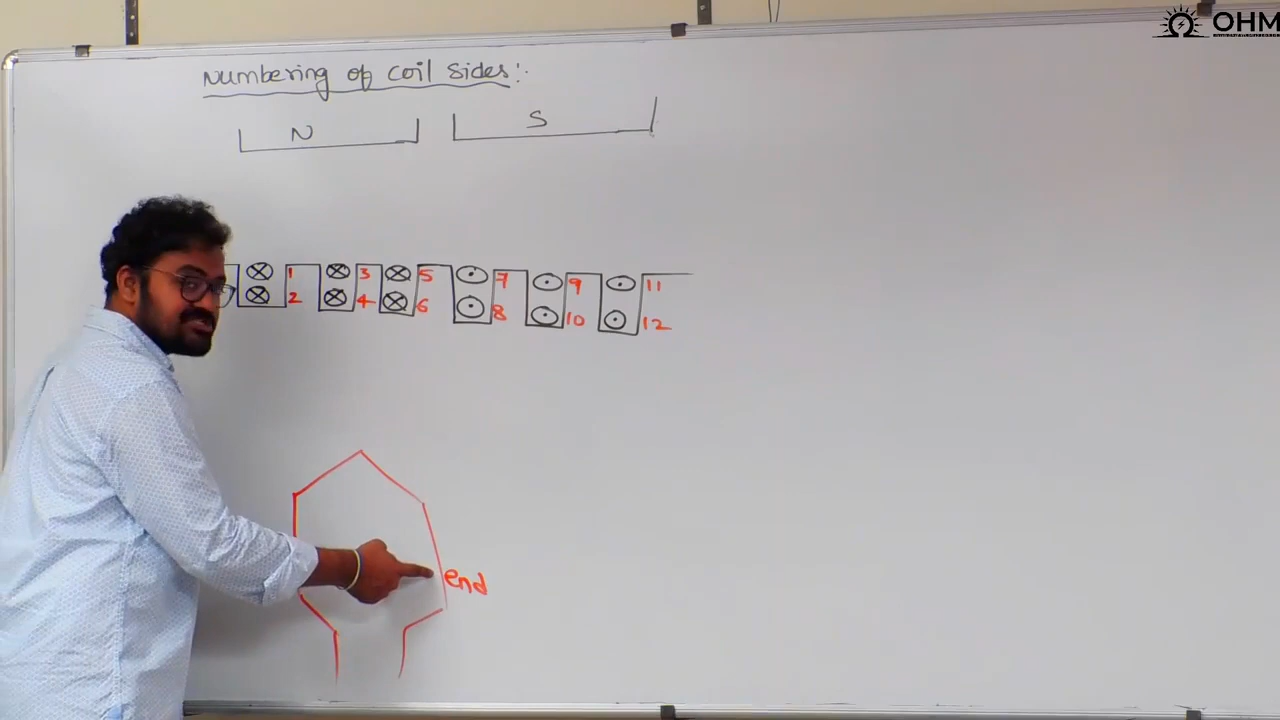 OHM
Numbering of coil sides:
N S
1 3 5 7 9 11
2 4 6 8 10 12
end